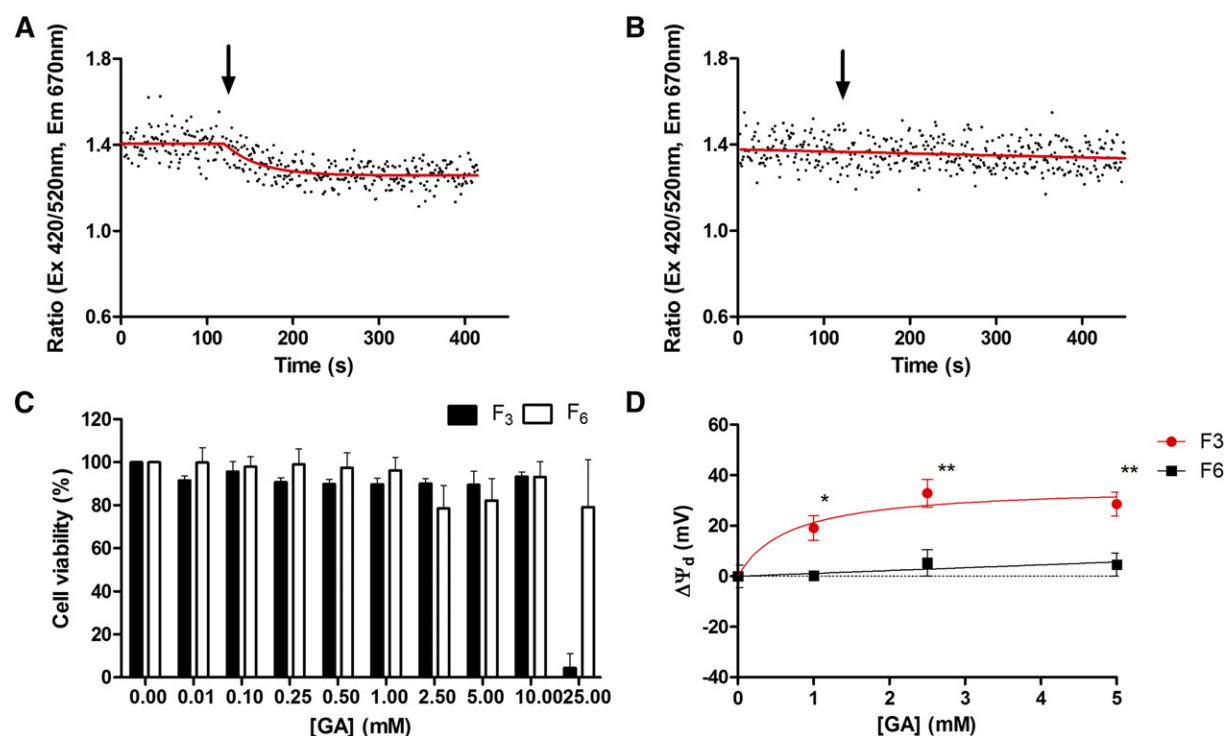 A
Ratio (Ex 420/520nm, Em 670nm)
1.8
1.4
1.0
0.6
0 100 200 300 400
Time (s)
B
Ratio (Ex 420/520nm, Em 670nm)
1.8
1.4
1.0
0.6
0 100 200 300 400
Time (s)
C
F3 F6
Cell viability (%)
120
100
80
60
40
20
0
0.00 0.01 0.10 0.25 0.50 1.00 2.50 5.00 10.00 25.00
[GA] (mM)
D
F3
F6
ΔΨd (mV)
60
40
20
0
-20
-40
* ** **
0 1 2 3 4 5
[GA] (mM)